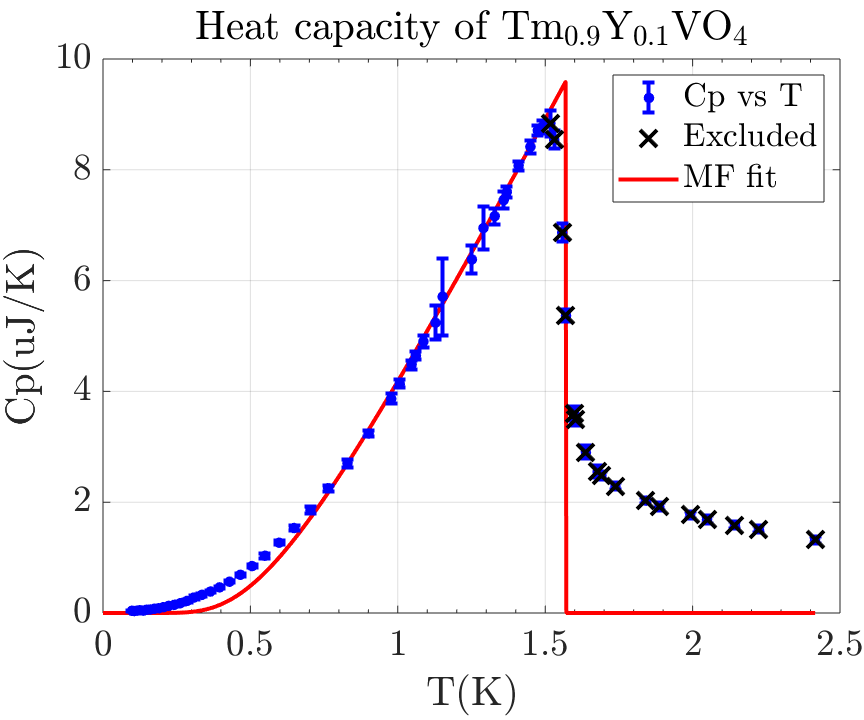 Heat capacity of Tm₀.₉Y₀.₁VO₄
Cp vs T
Excluded
MF fit
10
8
6
4
2
0
Cp(uJ/K)
0 0.5 1 1.5 2 2.5
T(K)